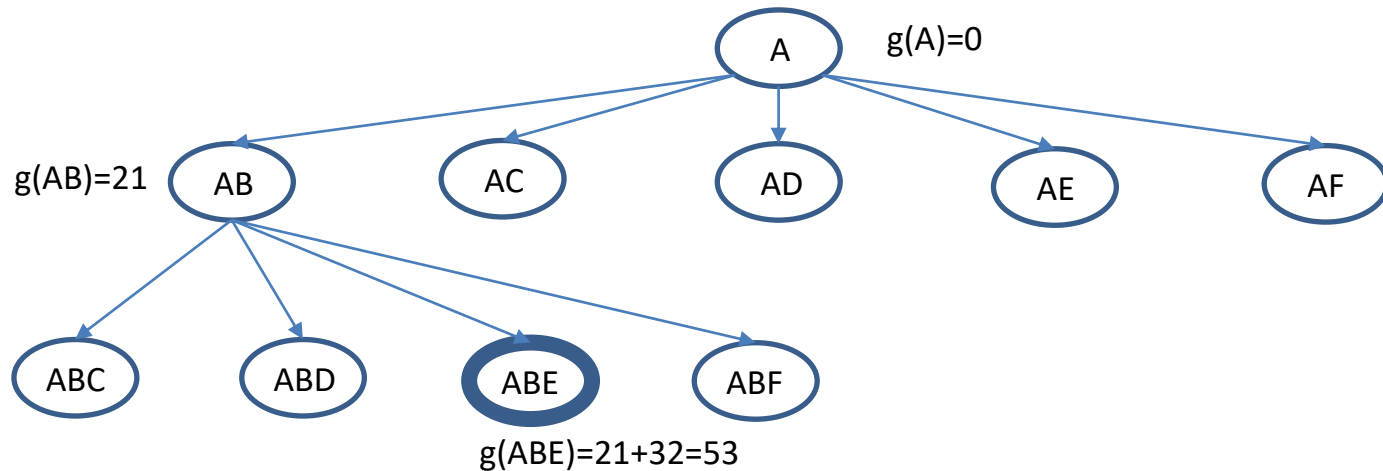 A
g(A)=0
g(AB)=21
AB
AC
AD
AE
AF
ABC
ABD
ABE
ABF
g(ABE)=21+32=53